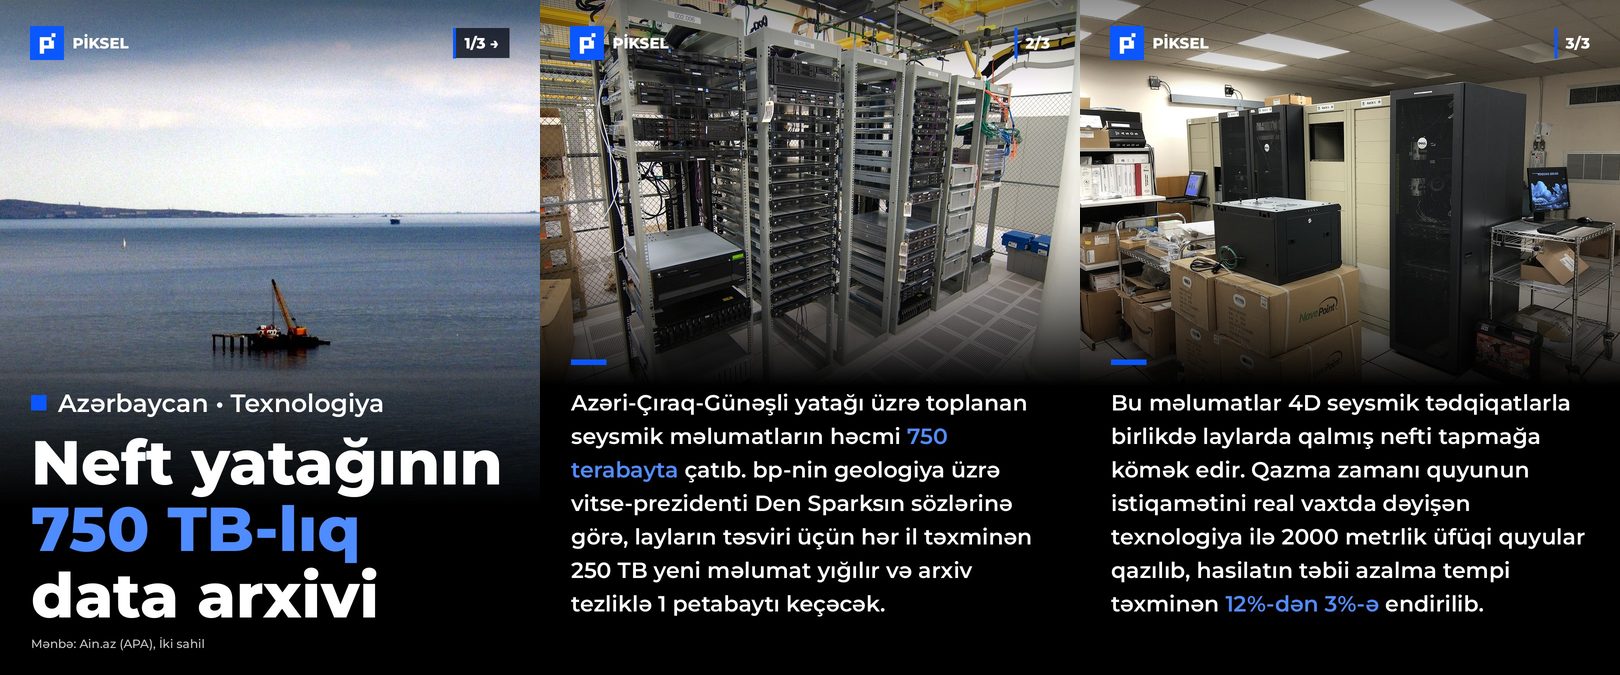 PİKSEL
1/3 →
Azərbaycan • Texnologiya
Neft yatağının
750 TB-lıq
data arxivi
Mənbə: Ain.az (APA), İki sahil
PİKSEL
2/3
Azəri-Çıraq-Günəşli yatağı üzrə toplanan
seysmik məlumatların həcmi 750
terabayta çatıb. bp-nin geologiya üzrə
vitse-prezidenti Den Sparksın sözlərinə
görə, layların təsviri üçün hər il təxminən
250 TB yeni məlumat yığılır və arxiv
tezliklə 1 petabaytı keçəcək.
PİKSEL
3/3
DELL
NavePoint
Bu məlumatlar 4D seysmik tədqiqatlarla
birlikdə laylarda qalmış nefti tapmağa
kömək edir. Qazma zamanı quyunun
istiqamətini real vaxtda dəyişən
texnologiya ilə 2000 metrlik üfüqi quyular
qazılıb, hasilatın təbii azalma tempi
təxminən 12%-dən 3%-ə endirilib.